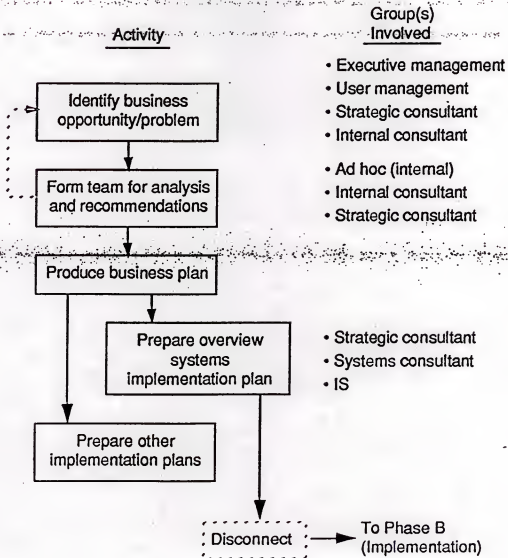 Group(s)
Activity
Involved
Identify business
opportunity/problem
• Executive management
• User management
• Strategic consultant
• Internal consultant
Form team for analysis
and recommendations
• Ad hoc (internal)
• Internal consultant
• Strategic consultant
Produce business plan
Prepare overview
systems
implementation plan
• Strategic consultant
• Systems consultant
• IS
Prepare other
implementation plans
Disconnect
To Phase B
(Implementation)